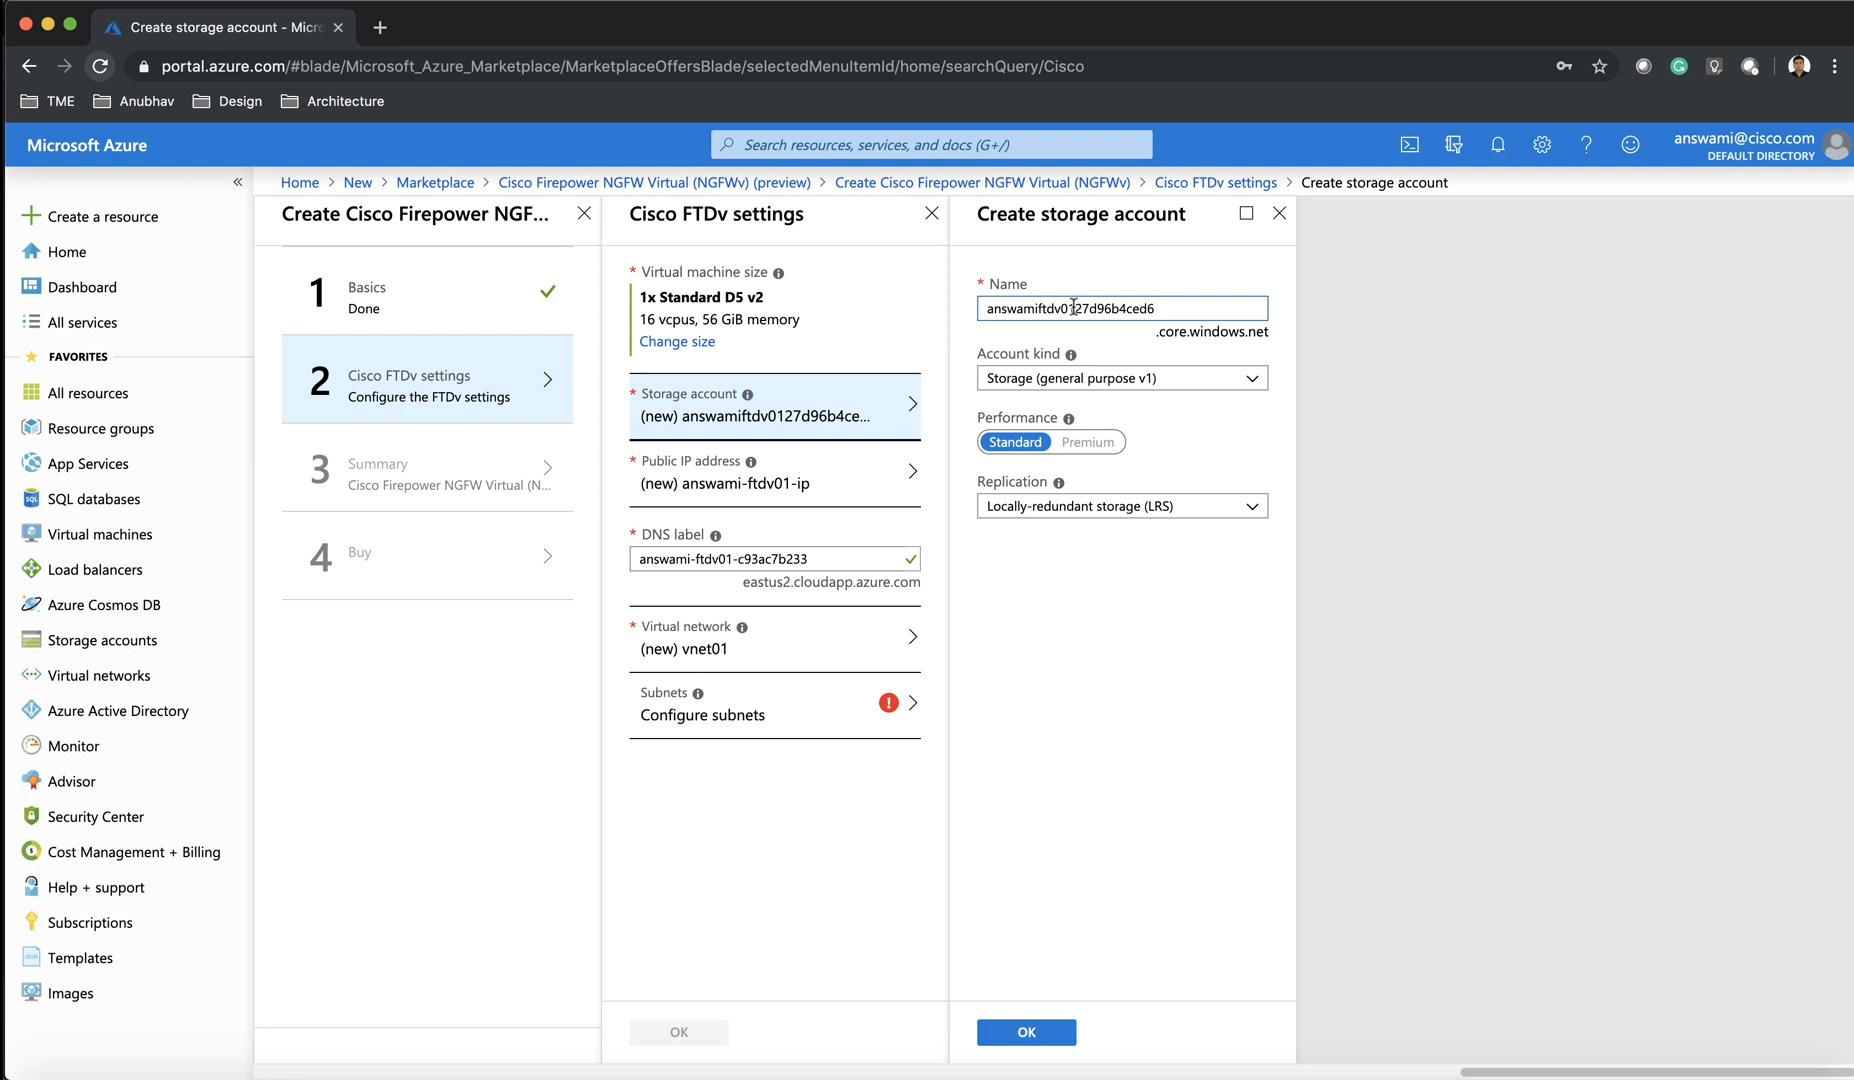 Create storage account - Micro
portal.azure.com/#blade/Microsoft_Azure_Marketplace/MarketplaceOffersBlade/selectedMenuItemId/home/searchQuery/Cisco
TME
Anubhav
Design
Architecture
Microsoft Azure
Search resources, services, and docs (G+/)
answami@cisco.com
DEFAULT DIRECTORY
Home > New > Marketplace > Cisco Firepower NGFW Virtual (NGFWv) (preview) > Create Cisco Firepower NGFW Virtual (NGFWv) > Cisco FTDv settings > Create storage account
Create a resource
Home
Dashboard
All services
FAVORITES
All resources
Resource groups
App Services
SQL databases
Virtual machines
Load balancers
Azure Cosmos DB
Storage accounts
Virtual networks
Azure Active Directory
Monitor
Advisor
Security Center
Cost Management + Billing
Help + support
Subscriptions
Templates
Images
Create Cisco Firepower NGF...
1
Basics
Done
2
Cisco FTDv settings
Configure the FTDv settings
3
Summary
Cisco Firepower NGFW Virtual (N...
4
Buy
Cisco FTDv settings
* Virtual machine size
1x Standard D5 v2
16 vcpus, 56 GiB memory
Change size
* Storage account
(new) answamiftdv0127d96b4ce...
* Public IP address
(new) answami-ftdv01-ip
* DNS label
answami-ftdv01-c93ac7b233
eastus2.cloudapp.azure.com
* Virtual network
(new) vnet01
Subnets
Configure subnets
OK
Create storage account
* Name
answamiftdv0127d96b4ced6
.core.windows.net
Account kind
Storage (general purpose v1)
Performance
Standard
Premium
Replication
Locally-redundant storage (LRS)
OK